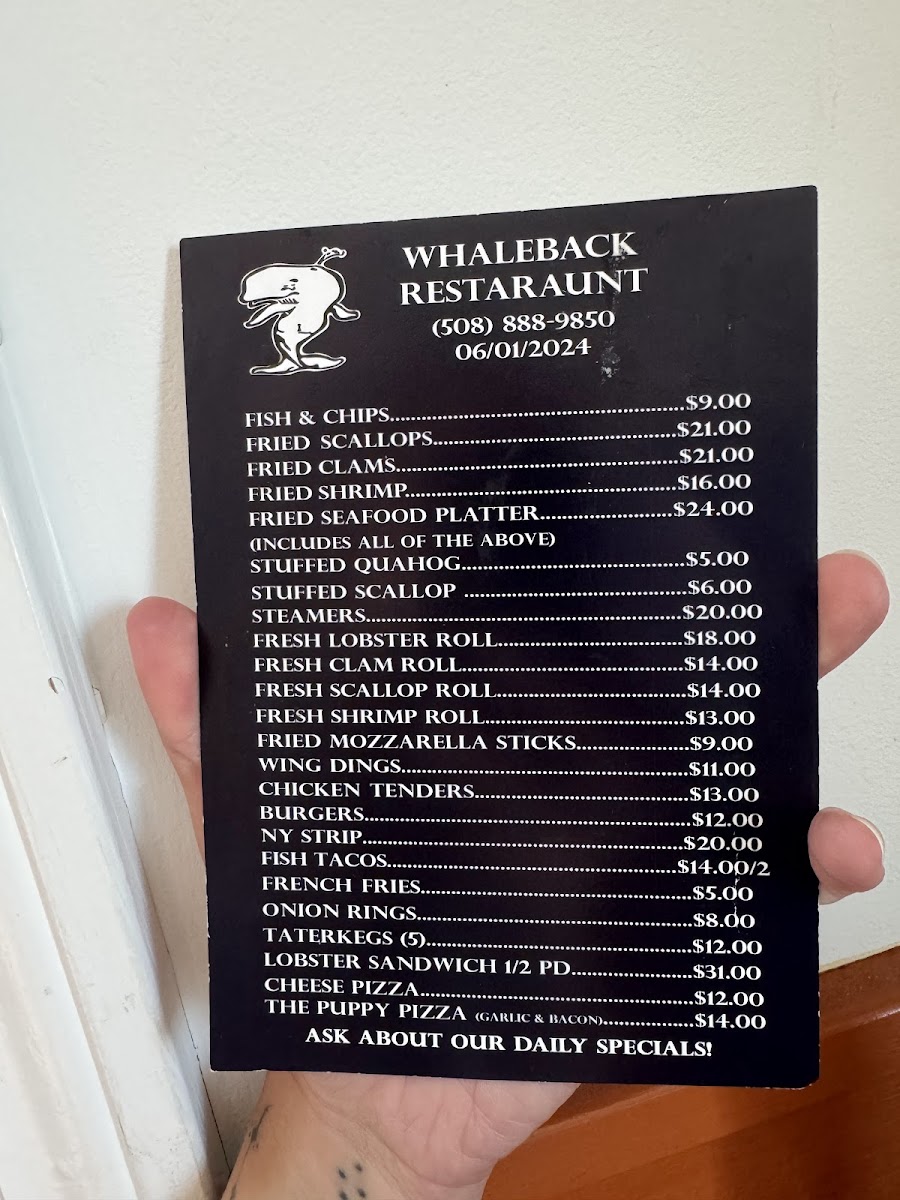 WHALEBACK
RESTARAUNT
(508) 888-9850
06/01/2024
FISH & CHIPS.....$9.00
FRIED SCALLOPS.....$21.00
FRIED CLAMS.....$21.00
FRIED SHRIMP.....$16.00
FRIED SEAFOOD PLATTER.....$24.00
(INCLUDES ALL OF THE ABOVE)
STUFFED QUAHOG.....$5.00
STUFFED SCALLOP .....$6.00
STEAMERS.....$20.00
FRESH LOBSTER ROLL.....$18.00
FRESH CLAM ROLL.....$14.00
FRESH SCALLOP ROLL.....$14.00
FRESH SHRIMP ROLL.....$13.00
FRIED MOZZARELLA STICKS.....$9.00
WING DINGS.....$11.00
CHICKEN TENDERS.....$13.00
BURGERS.....$12.00
NY STRIP.....$20.00
FISH TACOS.....$14.00/2
FRENCH FRIES.....$5.00
ONION RINGS.....$8.00
TATERKEGS (5).....$12.00
LOBSTER SANDWICH 1/2 PD.....$31.00
CHEESE PIZZA.....$12.00
THE PUPPY PIZZA (GARLIC & BACON).....$14.00
ASK ABOUT OUR DAILY SPECIALS!